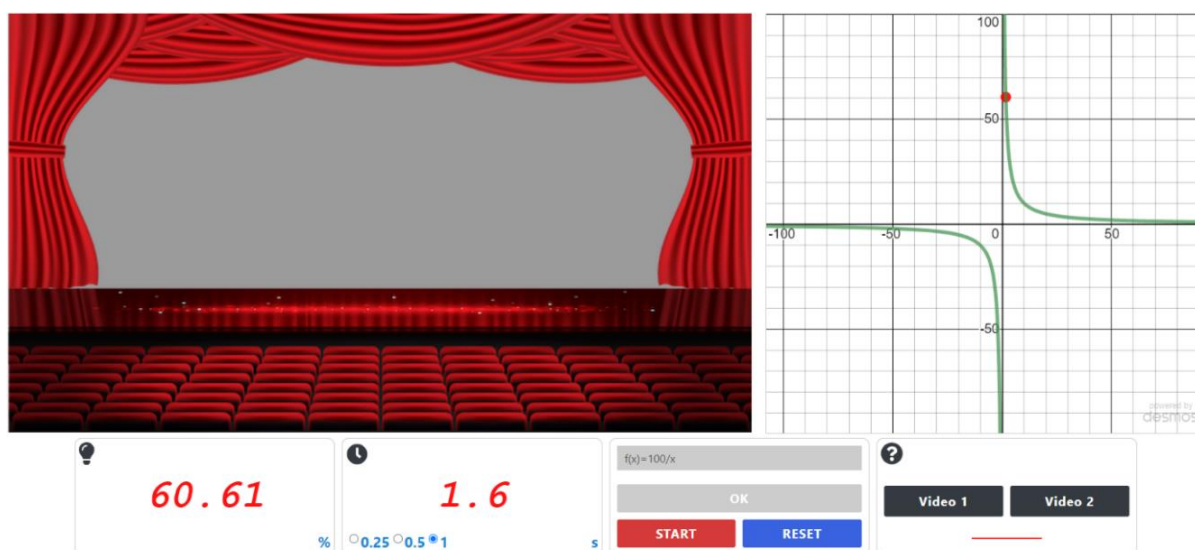 100
50
-100
-50
0
50
-50
powered by
desmos
60.61
%
1.6
0.25 0.5 1
s
f(x)=100/x
OK
START
RESET
Video 1
Video 2